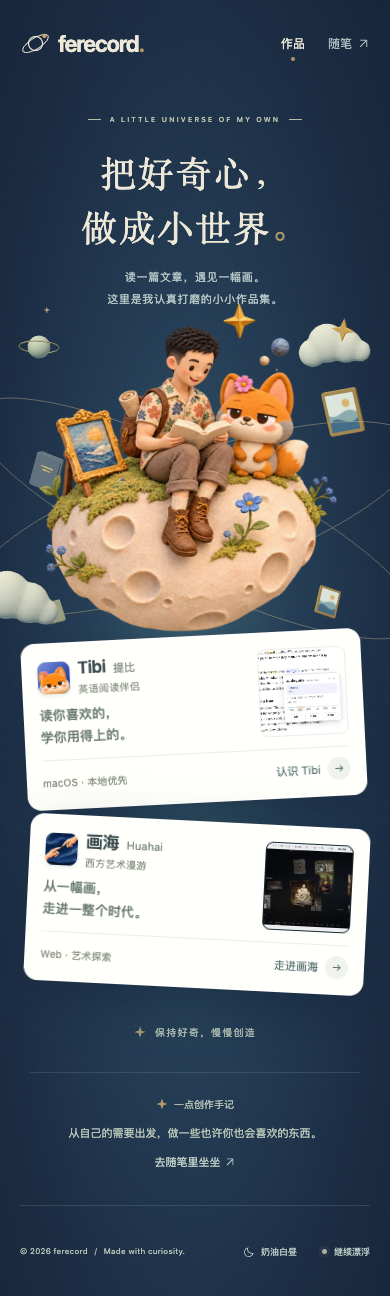 ferecord.
作品
随笔
A LITTLE UNIVERSE OF MY OWN
把好奇心，
做成小世界。
读一篇文章，遇见一幅画。
这里是我认真打磨的小小作品集。
Tibi 提比
英语阅读伴侣
读你喜欢的，
学你用得上的。
macOS · 本地优先
认识 Tibi
画海 Huahai
西方艺术漫游
从一幅画，
走进一整个时代。
Web · 艺术探索
走进画海
保持好奇，慢慢创造
一点创作手记
从自己的需要出发，做一些也许你也会喜欢的东西。
去随笔里坐坐
© 2026 ferecord / Made with curiosity.
奶油白昼
继续漂浮